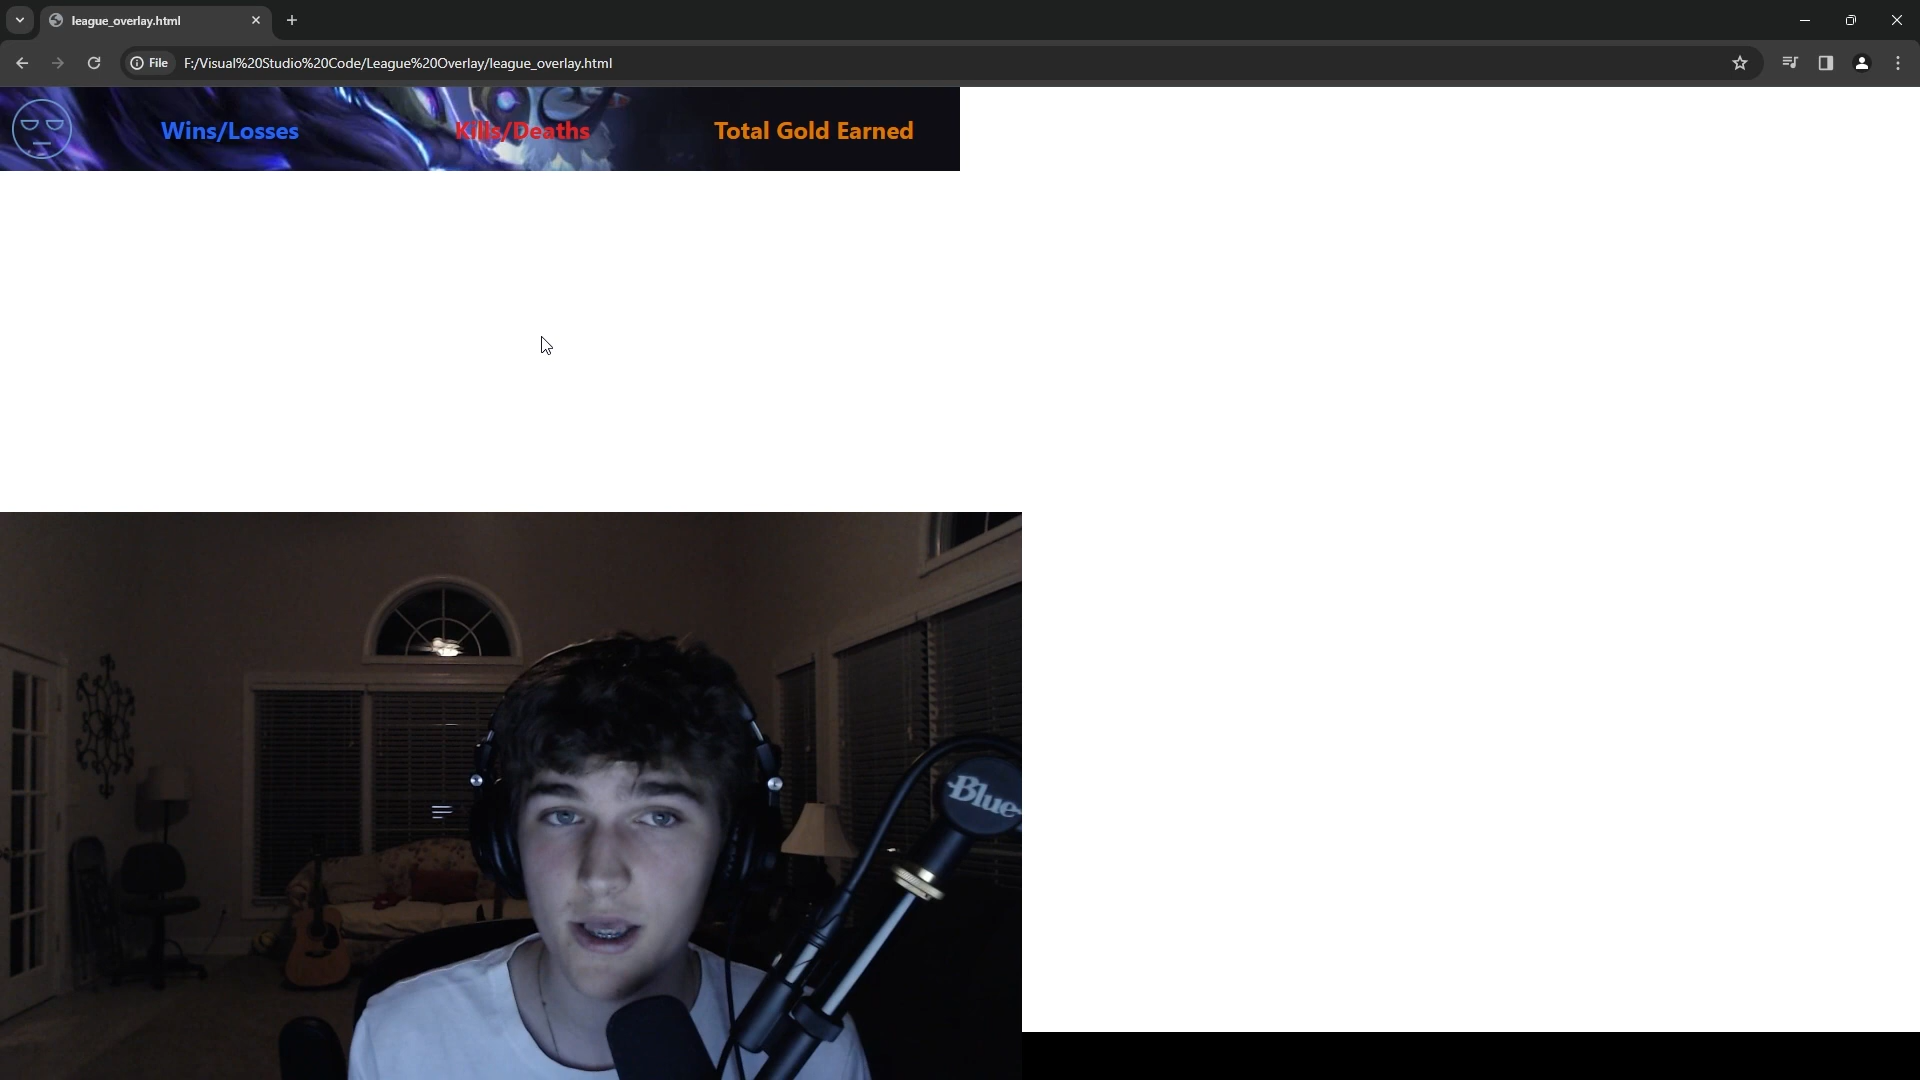 league_overlay.html
File
F:/Visual%20Studio%20Code/League%20Overlay/league_overlay.html
Wins/Losses
Kills/Deaths
Total Gold Earned
Blue